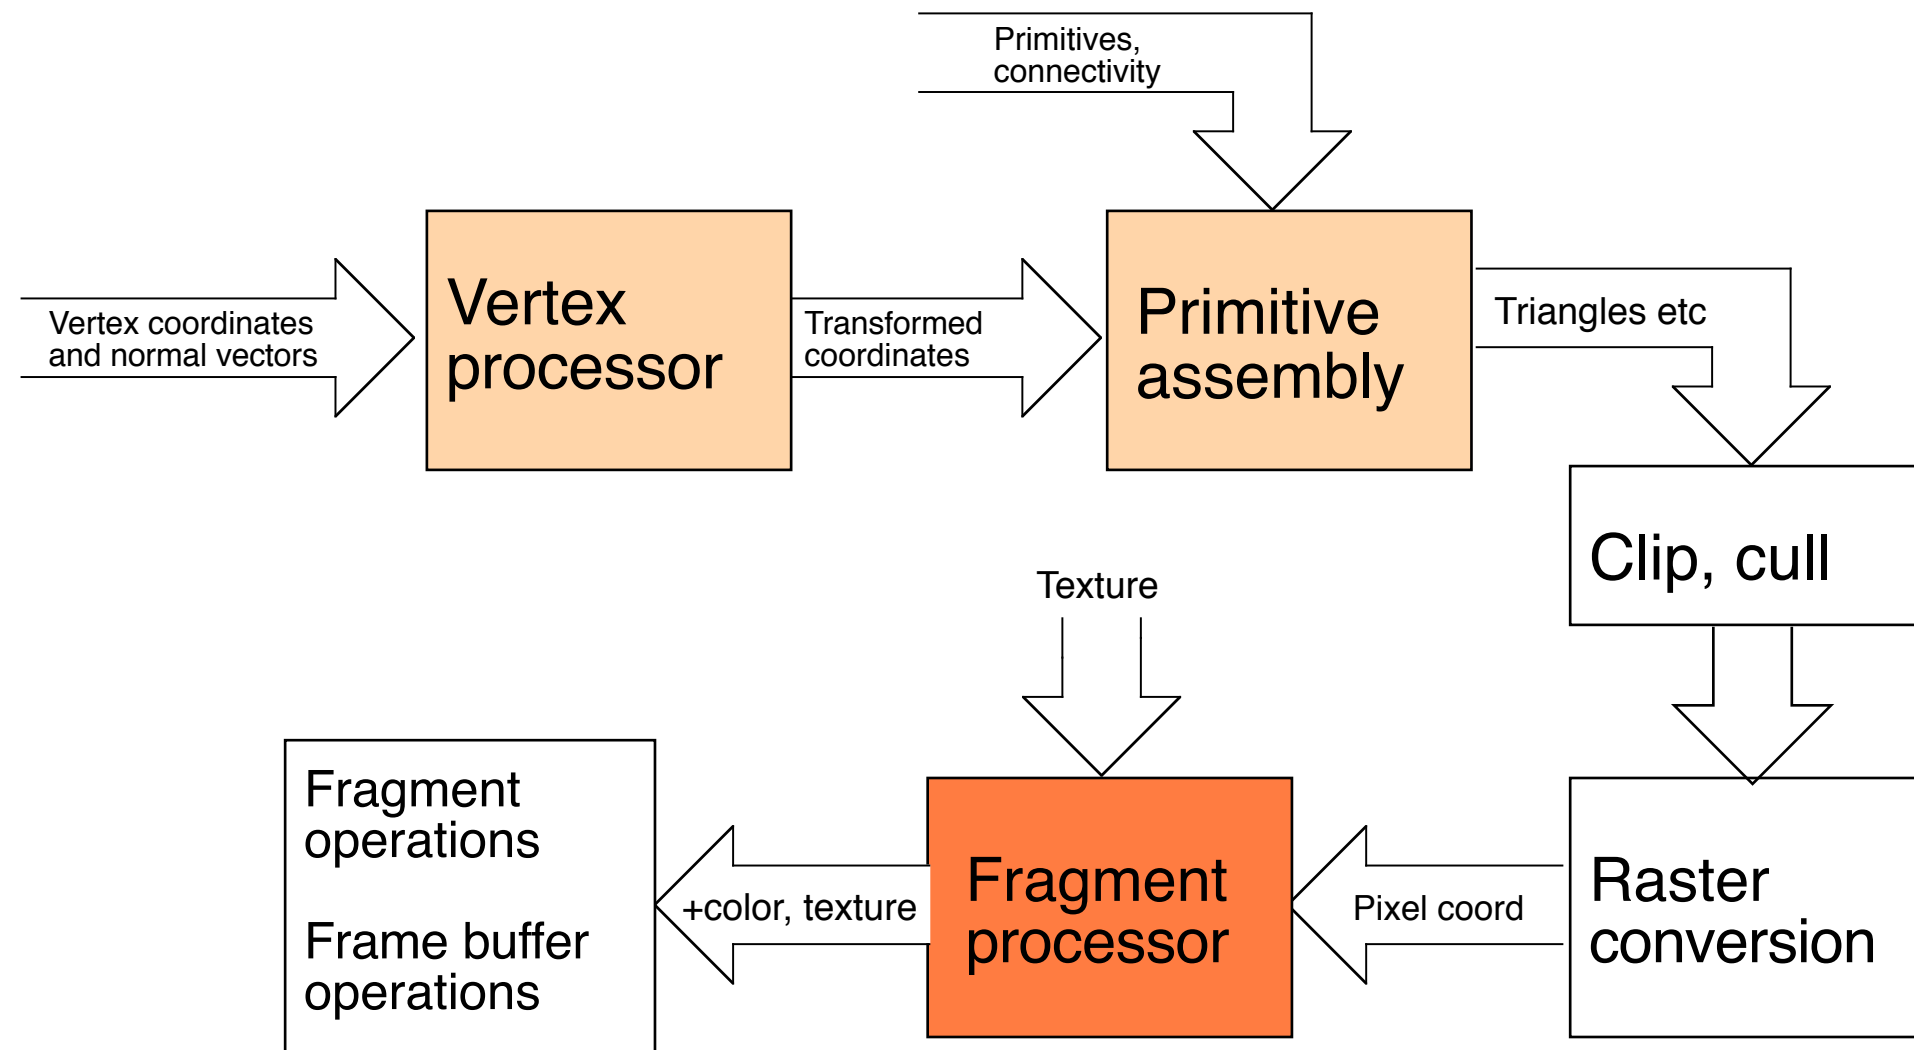 Primitives,
connectivity
Vertex coordinates
and normal vectors
Vertex
processor
Transformed
coordinates
Primitive
assembly
Triangles etc
Clip, cull
Texture
Raster
conversion
Pixel coord
Fragment
processor
+color, texture
Fragment
operations
Frame buffer
operations